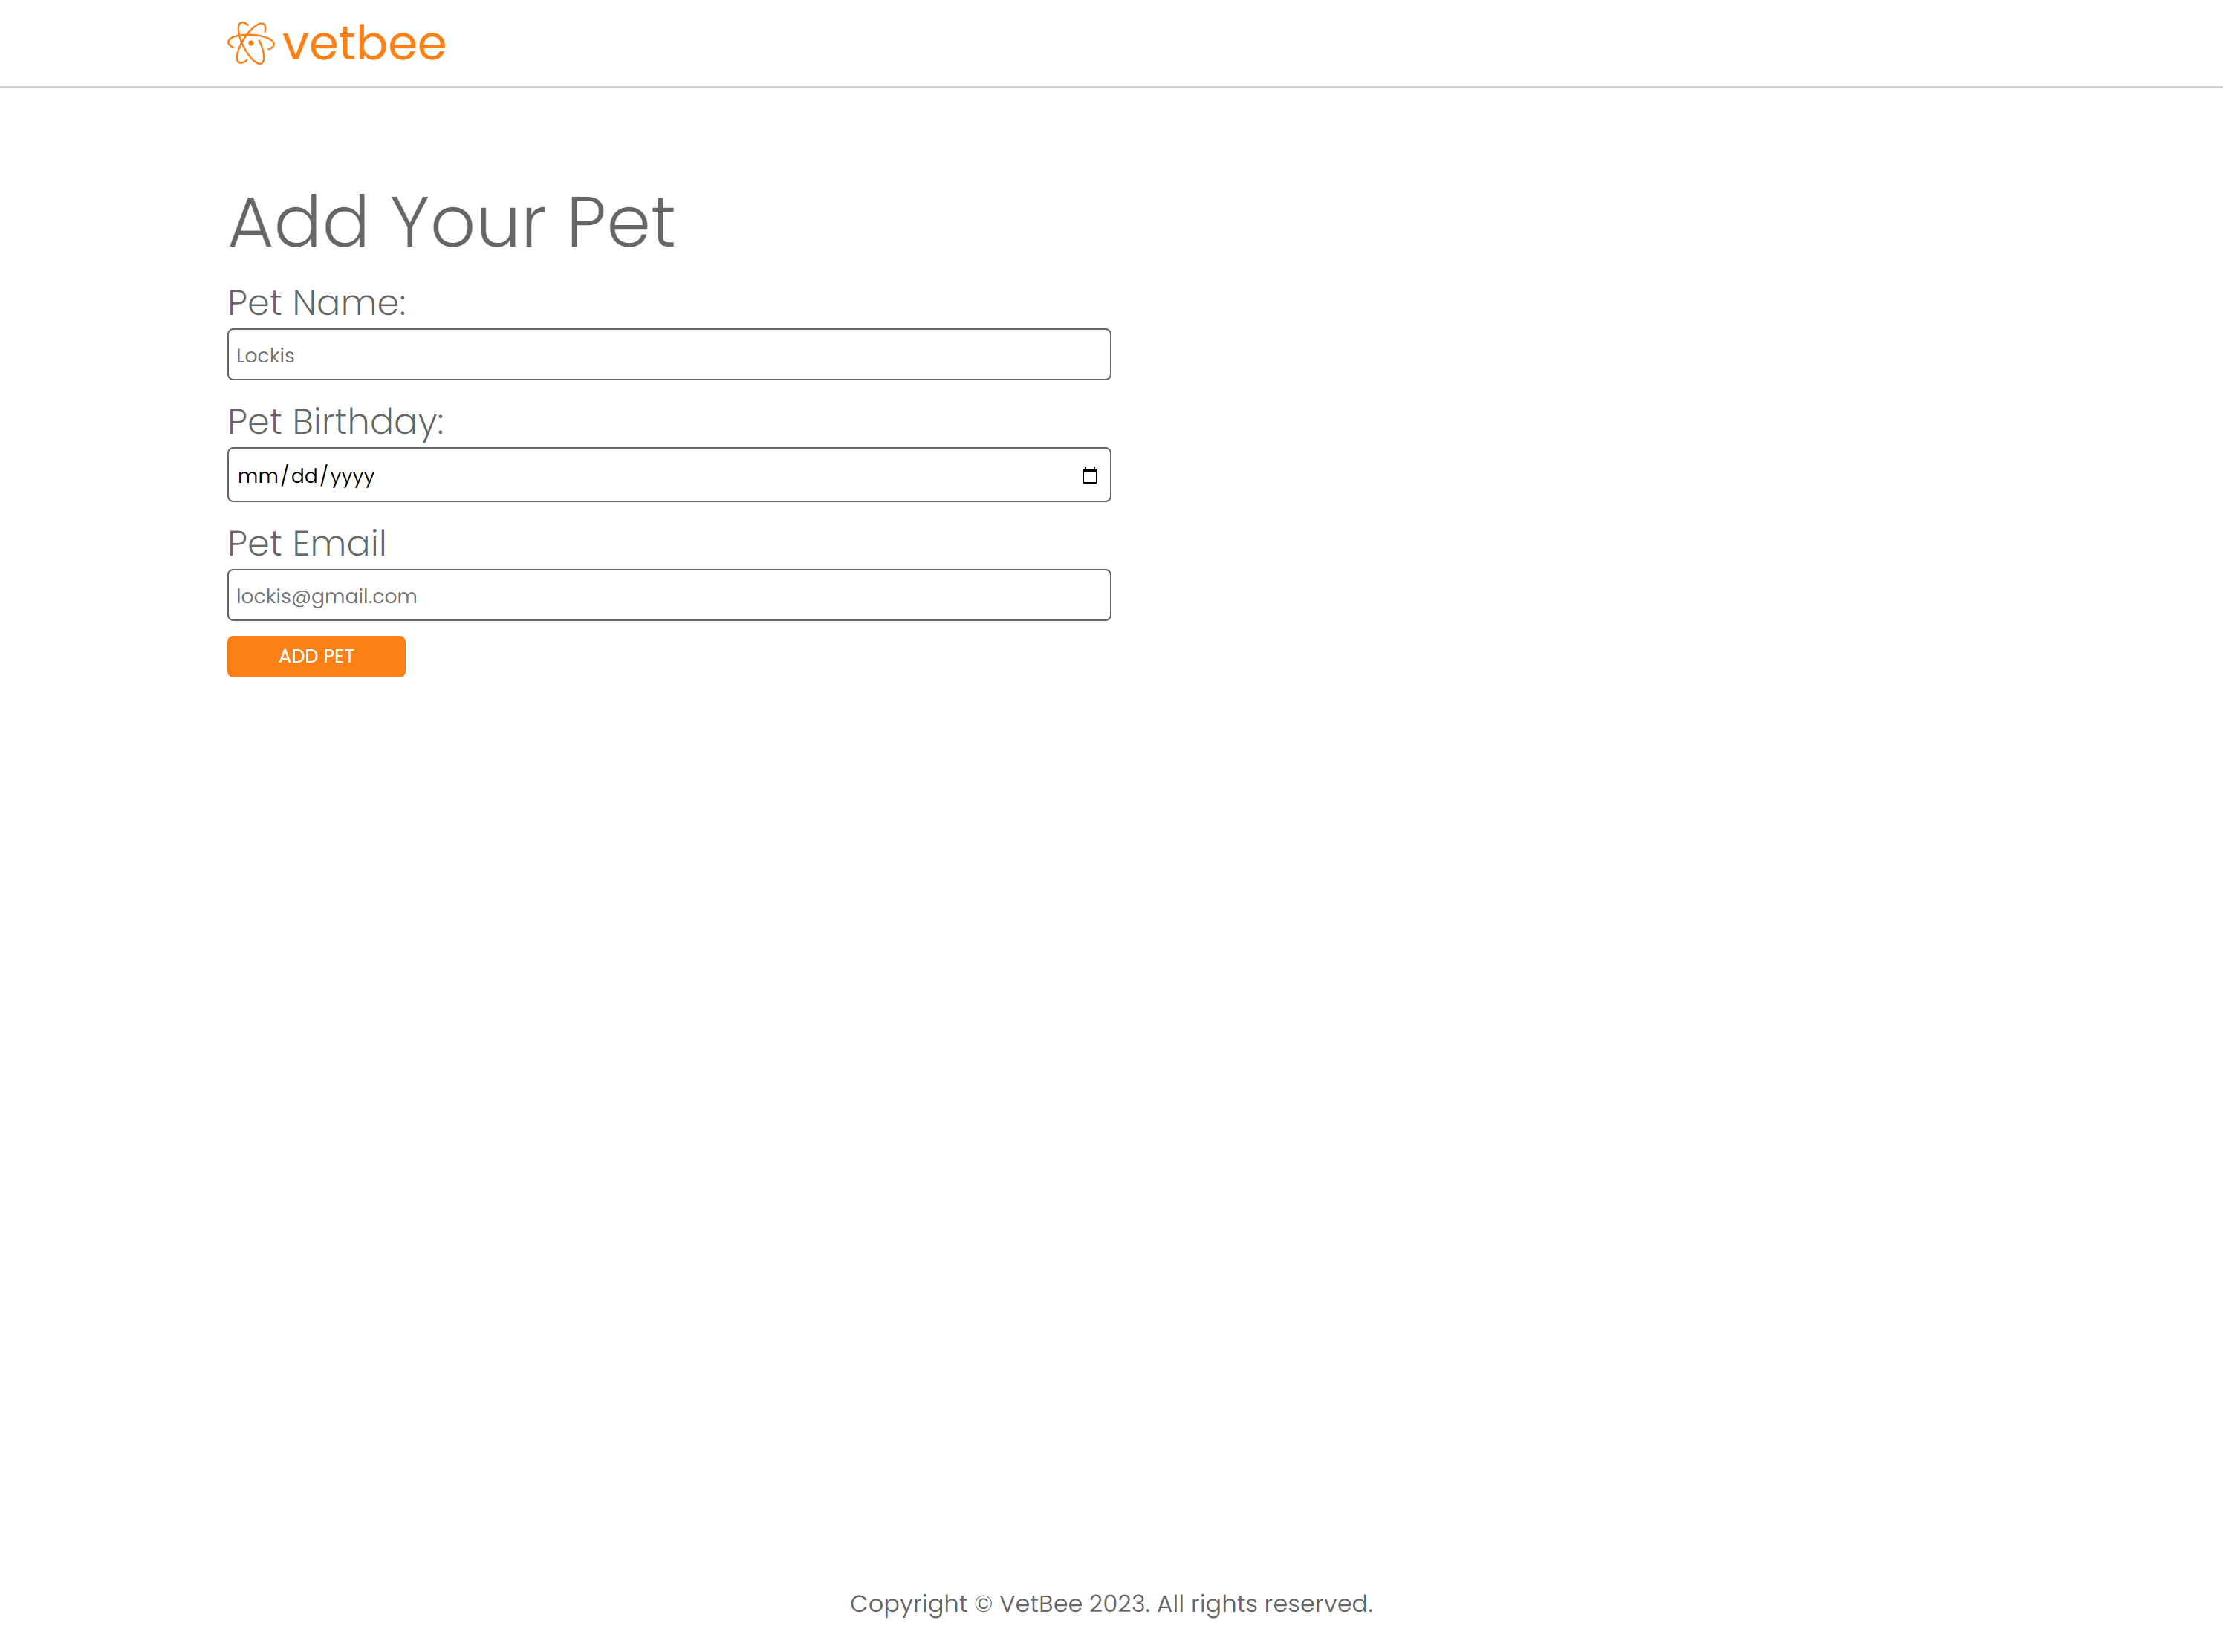 vetbee
Add Your Pet
Pet Name:
Lockis
Pet Birthday:
mm/dd/yyyy
Pet Email
lockis@gmail.com
ADD PET
Copyright © VetBee 2023. All rights reserved.